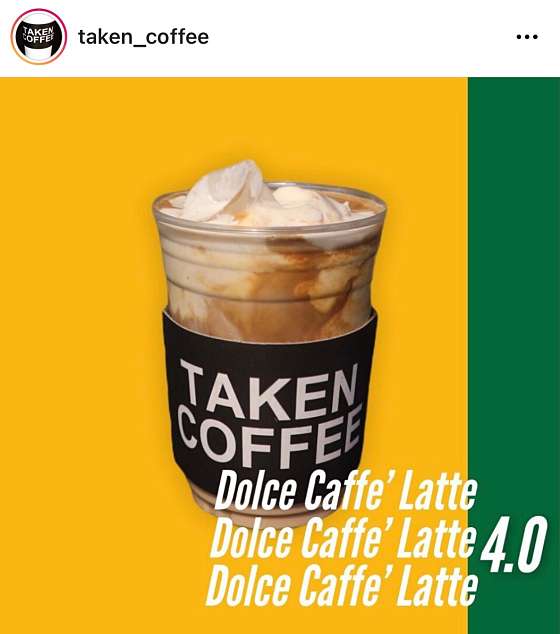 TAKEN
COFFEE
taken_coffee
TAKEN
COFFEE
Dolce Caffe’ Latte
Dolce Caffe’ Latte 4.0
Dolce Caffe’ Latte